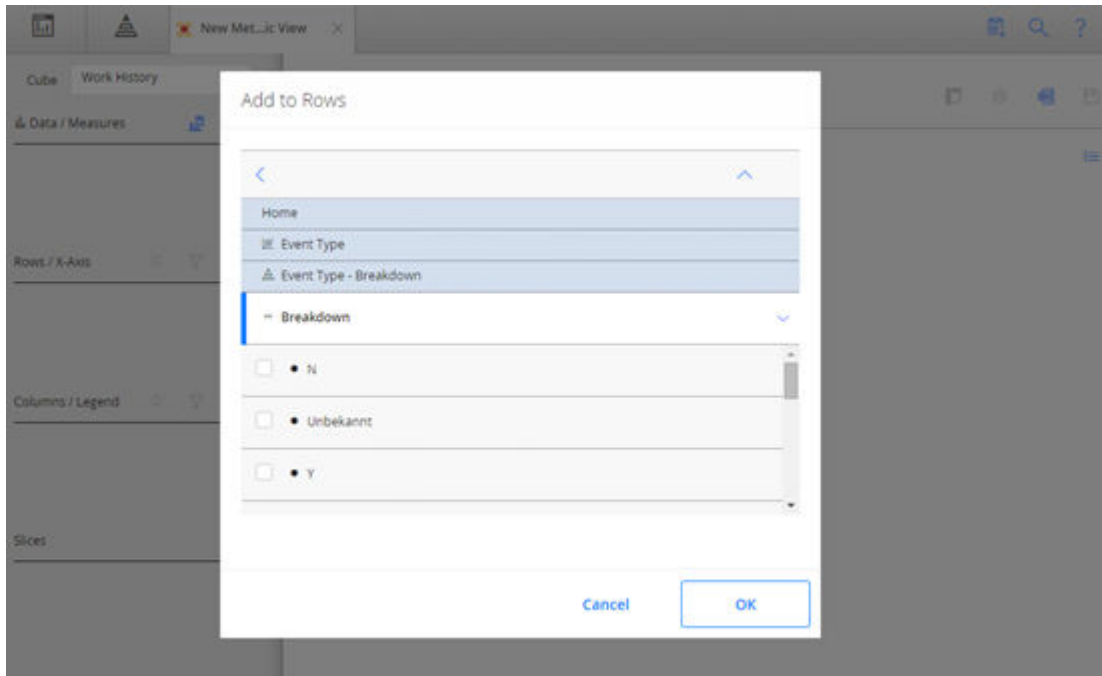 New Met...ic View
?
Cube Work History
Data / Measures
Add to Rows
Home
Event Type
Event Type - Breakdown
Breakdown
N
Rows / X-Axis
Unbekannt
Columns / Legend
Y
Slices
Cancel OK